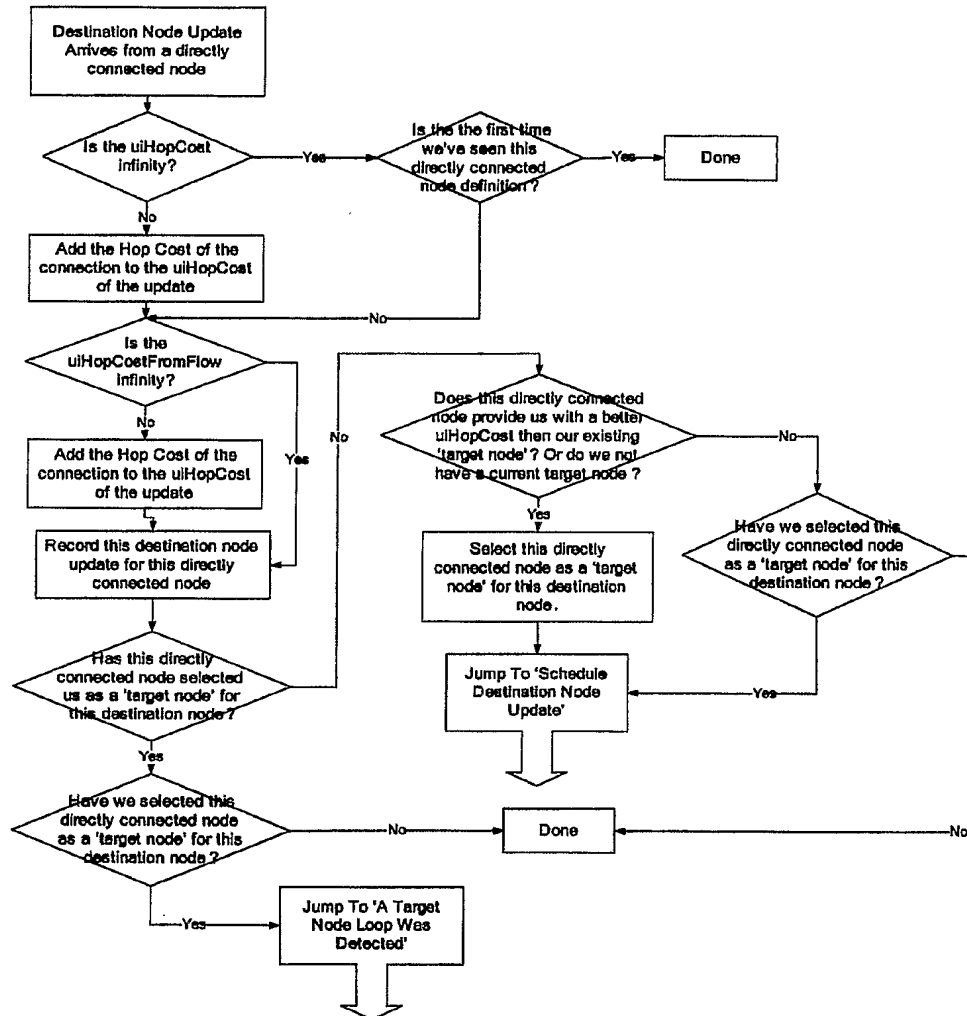 Destination Node Update
Arrives from a directly
connected node
Is the uiHopCost
infinity?
Yes
Is the the first time
we've seen this
directly connected
node definition?
Yes
Done
No
Add the Hop Cost of the
connection to the uiHopCost
of the update
No
Is the
uiHopCostFromFlow
infinity?
No
Yes
Add the Hop Cost of the
connection to the uiHopCost
of the update
Record this destination node
update for this directly
connected node
Has this directly
connected node selected
us as a 'target node' for
this destination node?
No
Does this directly connected
node provide us with a better
uiHopCost then our existing
'target node'? Or do we not
have a current target node?
No
Yes
Select this directly
connected node as a 'target
node' for this destination
node.
Have we selected this
directly connected node
as a 'target node' for this
destination node?
Jump To 'Schedule
Destination Node
Update'
Yes
Yes
Have we selected this
directly connected node
as a 'target node' for this
destination node?
No
Done
No
Yes
Jump To 'A Target
Node Loop Was
Detected'